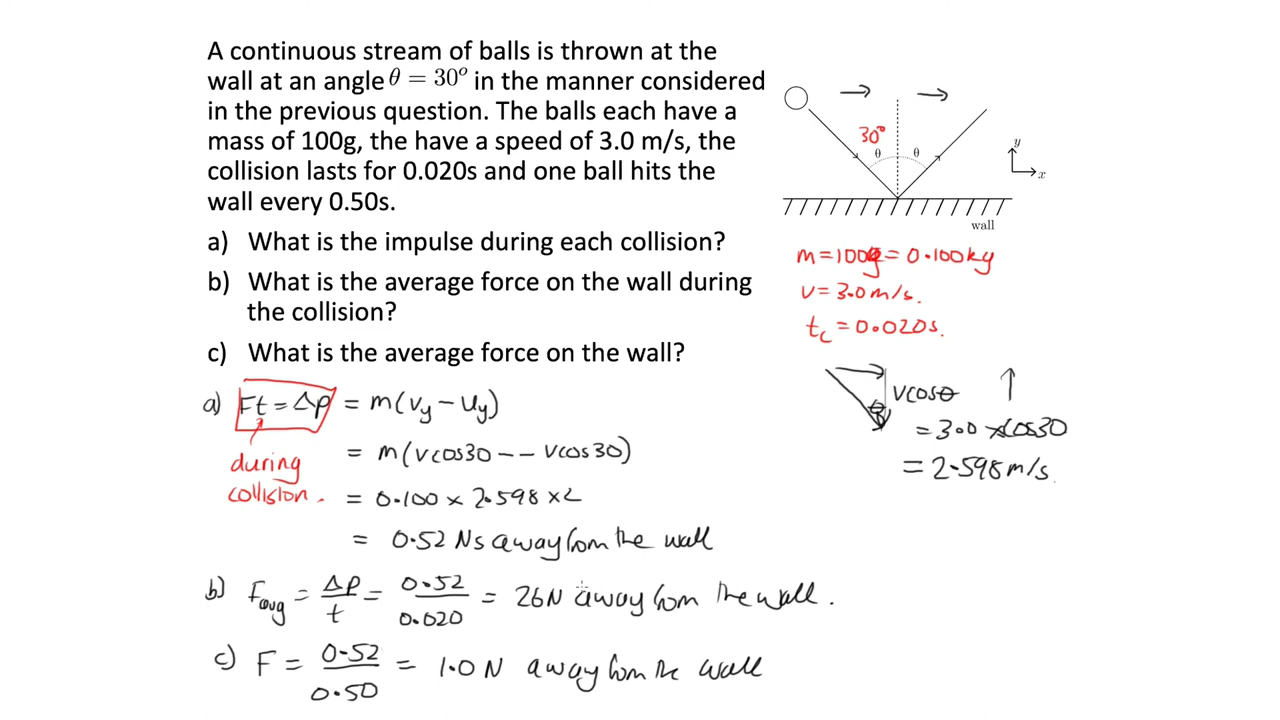 A continuous stream of balls is thrown at the
wall at an angle θ = 30° in the manner considered
in the previous question. The balls each have a
mass of 100g, the have a speed of 3.0 m/s, the
collision lasts for 0.020s and one ball hits the
wall every 0.50s.
a) What is the impulse during each collision?
b) What is the average force on the wall during
the collision?
c) What is the average force on the wall?
30°
θ θ
y
x
wall
m = 100g = 0.100kg
v = 3.0 m/s.
tc = 0.020s.
θ
vcosθ
= 3.0 × cos30
= 2.598 m/s.
a) Ft = Δp = m(vy - uy)
= m(vcos30 - - vcos30)
during
collision.
= 0.100 × 2.598 × 2
= 0.52 Ns away from the wall
b) Favg = Δp/t = 0.52/0.020 = 26N away from the wall.
c) F = 0.52/0.50 = 1.0 N away from the wall